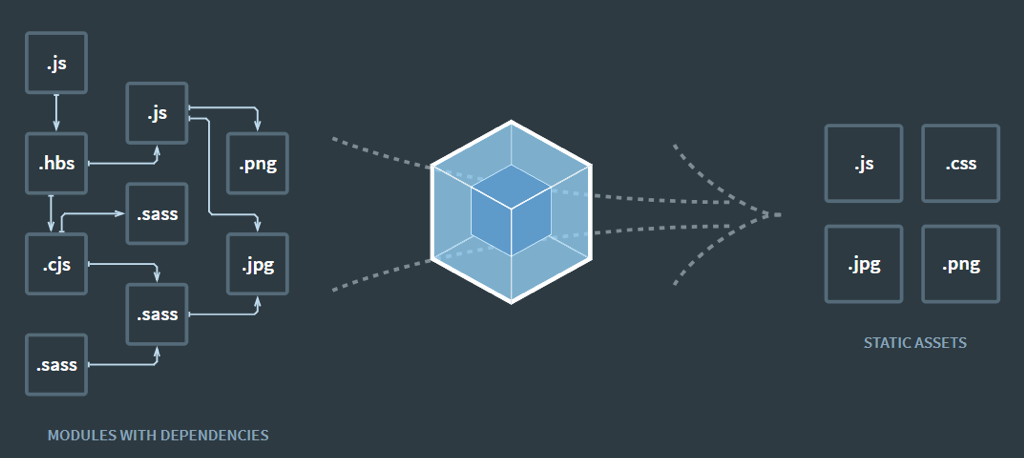 .js
.js
.hbs
.png
.sass
.cjs
.jpg
.sass
.sass
MODULES WITH DEPENDENCIES
.js
.css
.jpg
.png
STATIC ASSETS